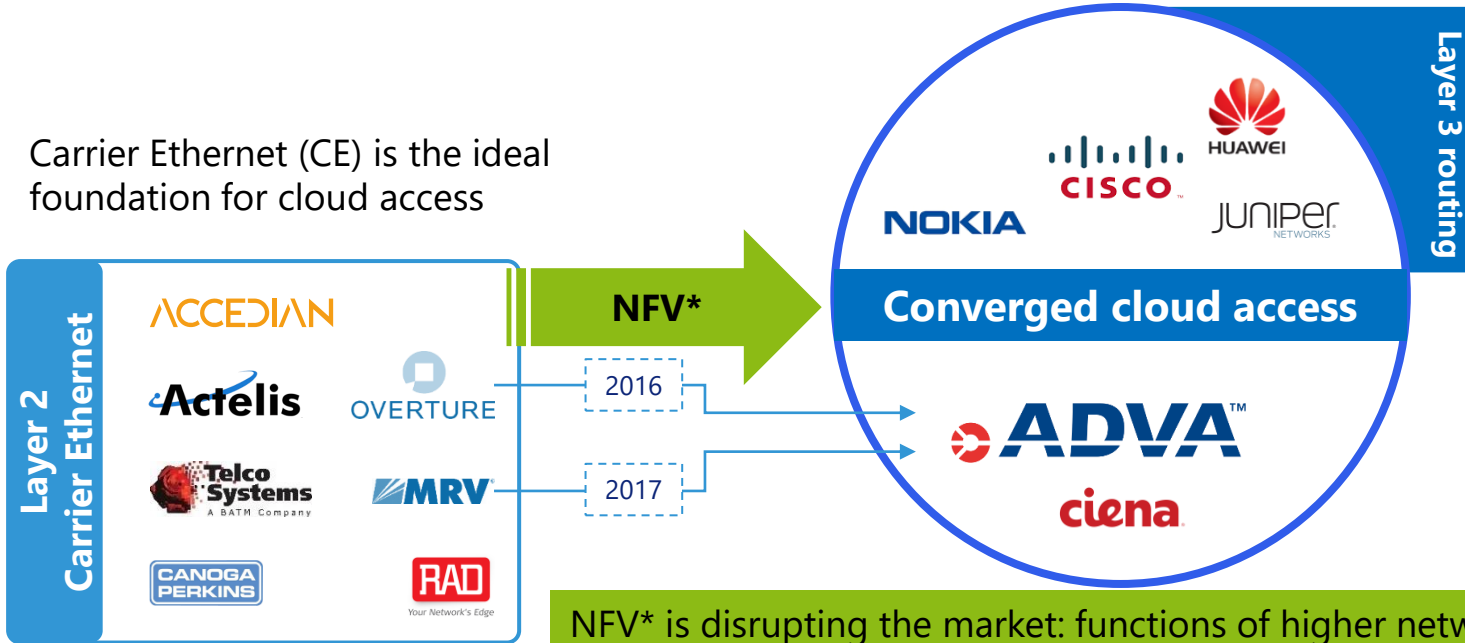 Carrier Ethernet (CE) is the ideal
foundation for cloud access
Layer 2
Carrier Ethernet
ACCEDIAN
Actelis
OVERTURE
Telco
Systems
A BATM Company
MRV
CANOGA
PERKINS
RAD
Your Network's Edge
NFV*
2016
2017
Layer 3 routing
HUAWEI
CISCO™
NOKIA
JUNIPER
NETWORKS
Converged cloud access
ADVA™
ciena
NFV* is disrupting the market: functions of higher netw